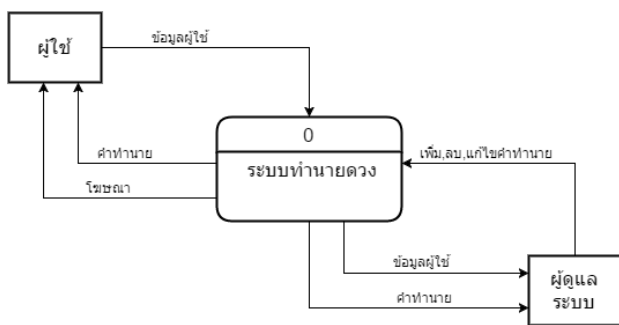 ผู้ใช้
ข้อมูลผู้ใช้
0
ระบบทำนายดวง
คำทำนาย
โฆษณา
เพิ่ม,ลบ,แก้ไขคำทำนาย
ข้อมูลผู้ใช้
คำทำนาย
ผู้ดูแล
ระบบ